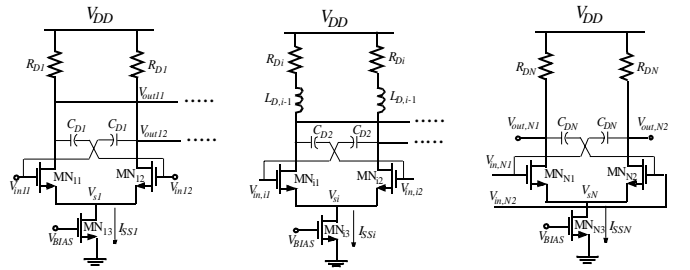 V_DD V_DD V_DD
R_D1 R_D1 R_Di R_Di R_DN R_DN
V_out11 L_D,i-1 L_D,i-1
C_D1 C_D1 V_out12 C_D2 C_D2 V_out,N1 C_DN C_DN V_out,N2
V_in11 MN_11 MN_12 V_in12 V_in,i1 MN_i1 MN_i2 V_in,i2 V_in,N1 MN_N1 MN_N2
V_s1 V_si V_in,N2 V_sN
V_BIAS MN_13 I_SS1 V_BIAS MN_i3 I_SSi V_BIAS MN_N3 I_SSN